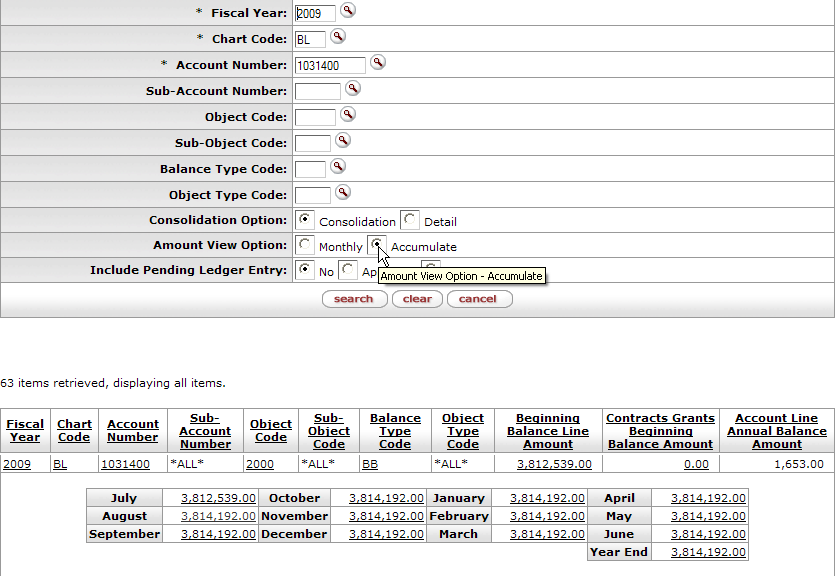 * Fiscal Year: 2009
* Chart Code: BL
* Account Number: 1031400
Sub-Account Number:
Object Code:
Sub-Object Code:
Balance Type Code:
Object Type Code:
Consolidation Option: Consolidation Detail
Amount View Option: Monthly Accumulate
Include Pending Ledger Entry: No Ap
Amount View Option - Accumulate
search clear cancel
63 items retrieved, displaying all items.
Fiscal Year Chart Code Account Number Sub-Account Number Object Code Sub-Object Code Balance Type Code Object Type Code Beginning Balance Line Amount Contracts Grants Beginning Balance Amount Account Line Annual Balance Amount
2009 BL 1031400 *ALL* 2000 *ALL* BB *ALL* 3,812,539.00 0.00 1,653.00
July 3,812,539.00 October 3,814,192.00 January 3,814,192.00 April 3,814,192.00
August 3,814,192.00 November 3,814,192.00 February 3,814,192.00 May 3,814,192.00
September 3,814,192.00 December 3,814,192.00 March 3,814,192.00 June 3,814,192.00
Year End 3,814,192.00